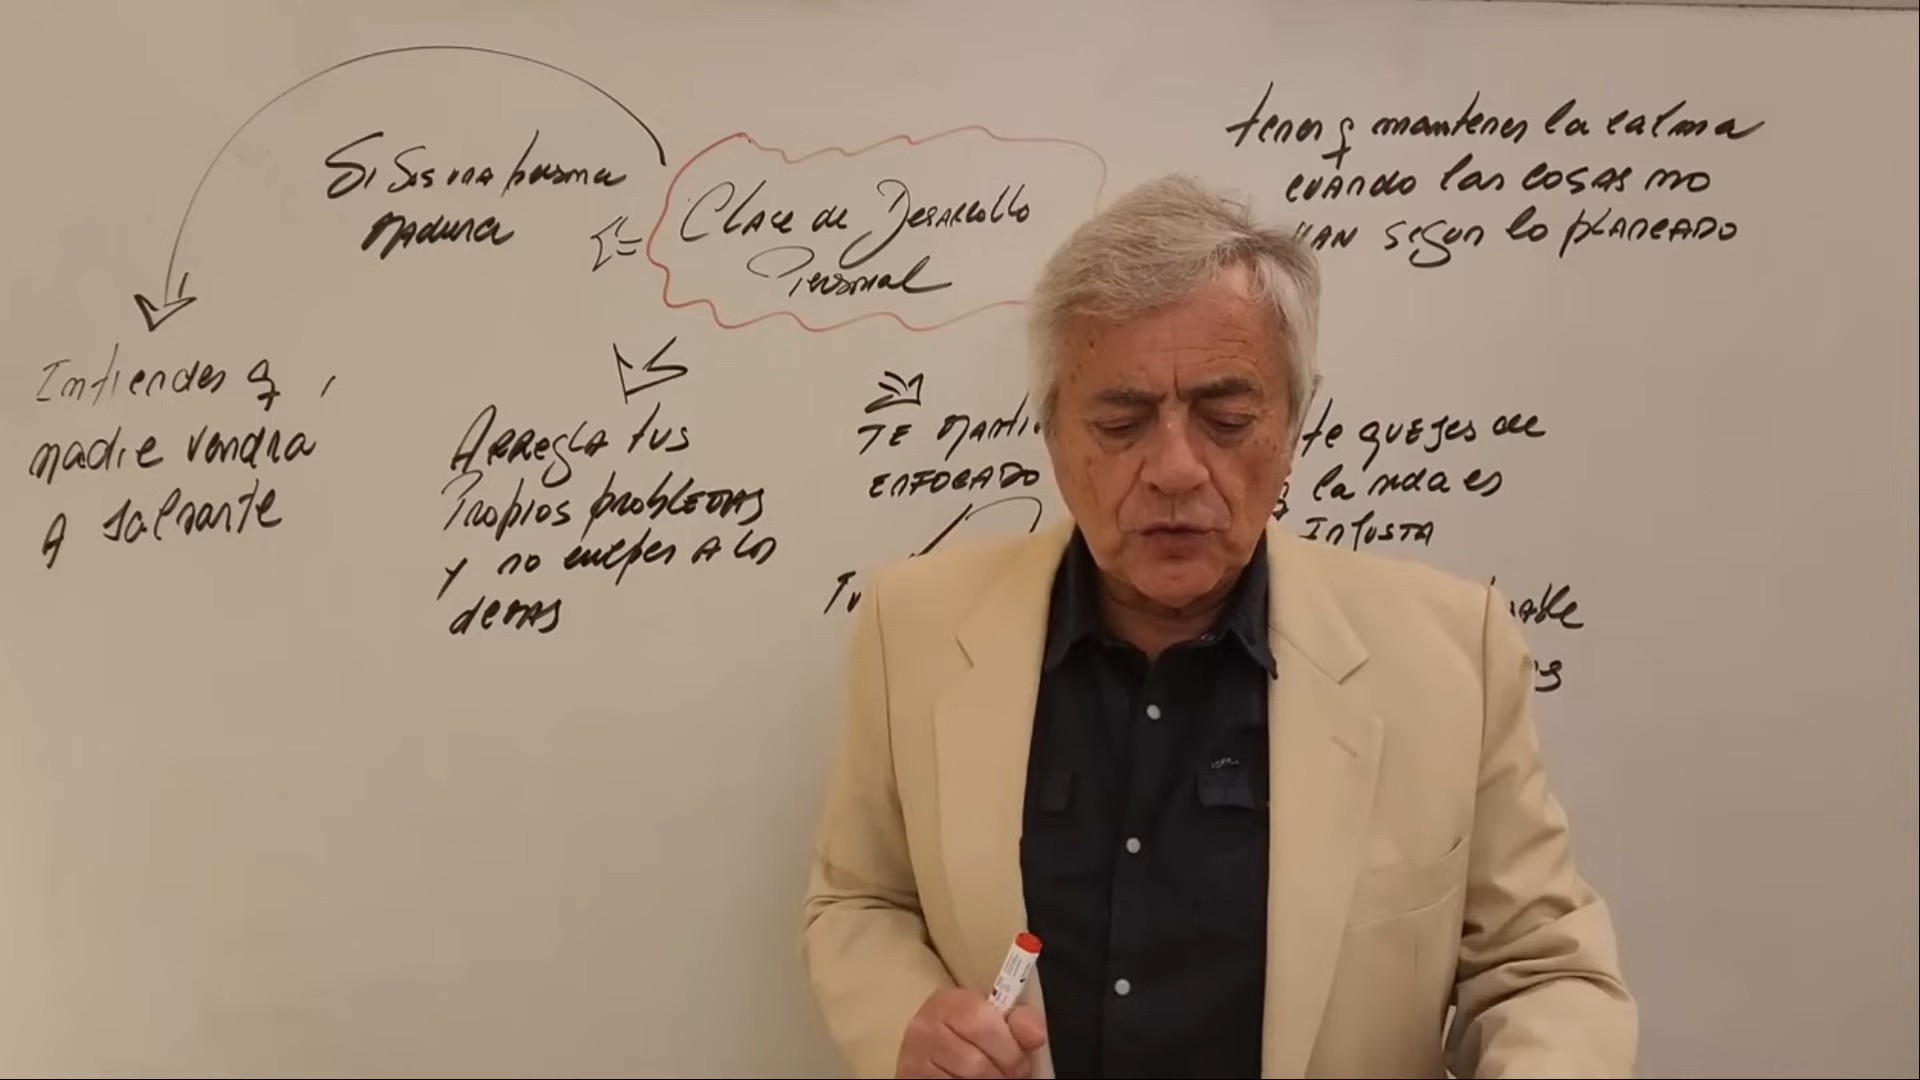 Clase de Desarrollo
Personal
Si Sos una persona
madura
tener q mantener la calma
cuando las cosas no
van segun lo planeado
Entiendes q
nadie vendra
A salvarte
Arregla tus
Propios problemas
y no culpes a los
demas
TE manti
ENFOCADO
te quejes de
q la vida es
Injusta